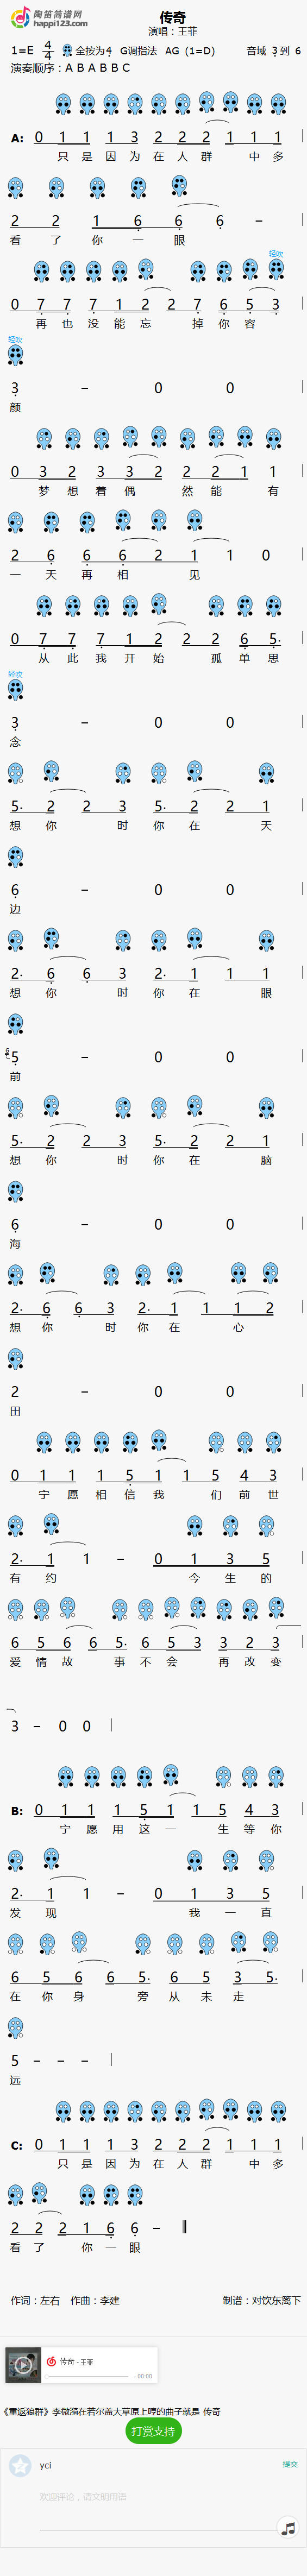 陶笛简谱网
happi123.com
传奇
演唱：王菲
1=E 4/4 全按为4 G调指法 AG (1=D) 音域 3 到 6
演奏顺序：A B A B B C
A: 0 1 1 1 3 2 2 2 1 1 1
只 是 因 为 在 人 群 中 多
2 2 1 6 6 6 –
看 了 你 一 眼
轻吹
0 7 7 7 1 2 2 7 6 5 3
再 也 没 能 忘 掉 你 容
轻吹
3 – 0 0
颜
0 3 2 3 3 2 2 2 1 1
梦 想 着 偶 然 能 有
2 6 6 6 2 1 1 0
一 天 再 相 见
0 7 7 7 1 2 2 2 6 5.
从 此 我 开 始 孤 单 思
轻吹
3 – 0 0
念
5. 2 2 3 5. 2 2 1
想 你 时 你 在 天
6 – 0 0
边
2. 6 6 3 2. 1 1 1
想 你 时 你 在 眼
5 – 0 0
前
5. 2 2 3 5. 2 2 1
想 你 时 你 在 脑
6 – 0 0
海
2. 6 6 3 2. 1 1 1 2
想 你 时 你 在 心
2 – 0 0
田
0 1 1 1 5 1 1 5 4 3
宁 愿 相 信 我 们 前 世
2. 1 1 – 0 1 3 5
有 约 今 生 的
6 5 6 6 5. 6 5 3 3 2 3
爱 情 故 事 不 会 再 改 变
3 – 0 0
B: 0 1 1 1 5 1 1 5 4 3
宁 愿 用 这 一 生 等 你
2. 1 1 – 0 1 3 5
发 现 我 一 直
6 5 6 6 5. 6 5 3 5.
在 你 身 旁 从 未 走
5 – – –
远
C: 0 1 1 1 3 2 2 2 1 1 1
只 是 因 为 在 人 群 中 多
2 2 2 1 6 6 –
看 了 你 一 眼
作词：左右 作曲：李建 制谱：对饮东篱下
传奇 - 王菲
- 00:00
《重返狼群》李微漪在若尔盖大草原上哼的曲子就是 传奇
打赏支持
yci 提交
欢迎评论，请文明用语